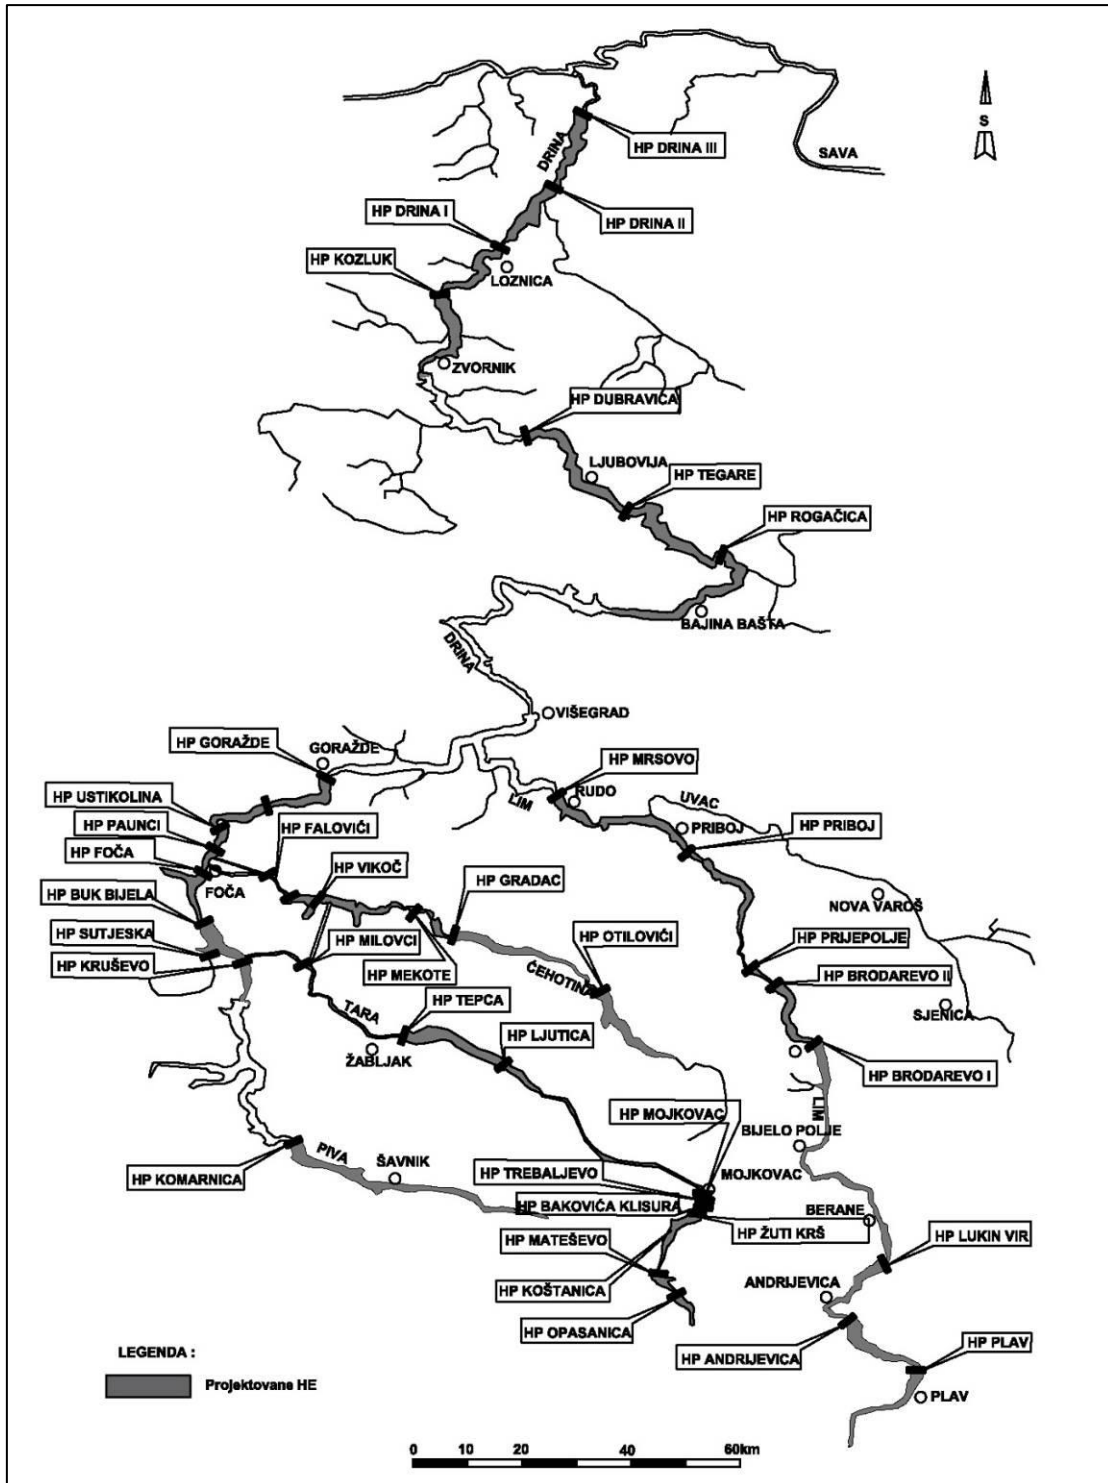 HP DRINA III
S
DRINA
SAVA
HP DRINA I
HP DRINA II
HP KOZLUK
LOZNICA
ZVORNIK
HP DUBRAVICA
LJUBOVIJA
HP TEGARE
HP ROGAČICA
BAJINA BAŠTA
DRINA
VIŠEGRAD
HP GORAŽDE
GORAŽDE
HP MRSOVO
HP USTIKOLINA
LIM
RUDO
UVAC
HP PAUNCI
HP FALOVIĆI
PRIBOJ
HP PRIBOJ
HP FOČA
HP VIKOČ
FOČA
HP GRADAC
HP BUK BIJELA
NOVA VAROŠ
HP SUTJESKA
HP MILOVCI
HP OTILOVIĆI
HP PRIJEPOLJE
HP KRUŠEVO
HP MEKOTE
ĆEHOTINA
HP BRODAREVO II
HP TEPCA
TARA
SJENICA
HP LJUTICA
ŽABLJAK
HP BRODAREVO I
LIM
HP MOJKOVAC
BIJELO POLJE
PIVA
HP KOMARNICA
ŠAVNIK
HP TREBALJEVO
MOJKOVAC
HP BAKOVIĆA KLISURA
BERANE
HP ŽUTI KRŠ
HP MATEŠEVO
HP LUKIN VIR
HP KOŠTANICA
ANDRIJEVICA
HP OPASANICA
HP PLAV
LEGENDA :
HP ANDRIJEVICA
Projektovane HE
PLAV
0 10 20 40 60km